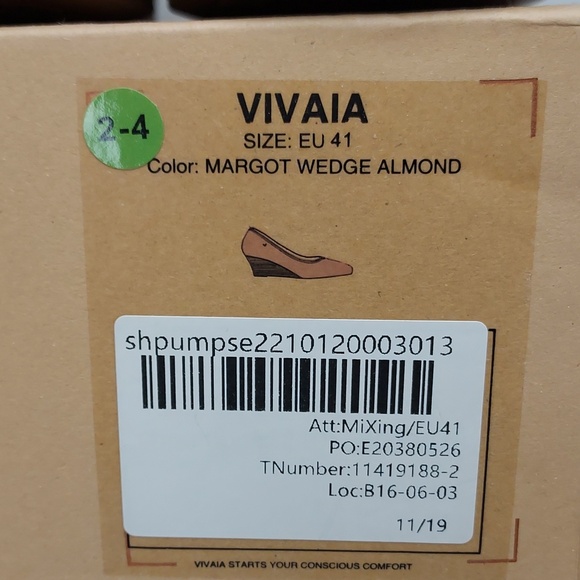 VIVAIA
2-4
SIZE: EU 41
Color: MARGOT WEDGE ALMOND
shpumpse2210120003013
Att:MiXing/EU41
PO:E20380526
TNumber:11419188-2
Loc:B16-06-03
11/19
VIVAIA STARTS YOUR CONSCIOUS COMFORT